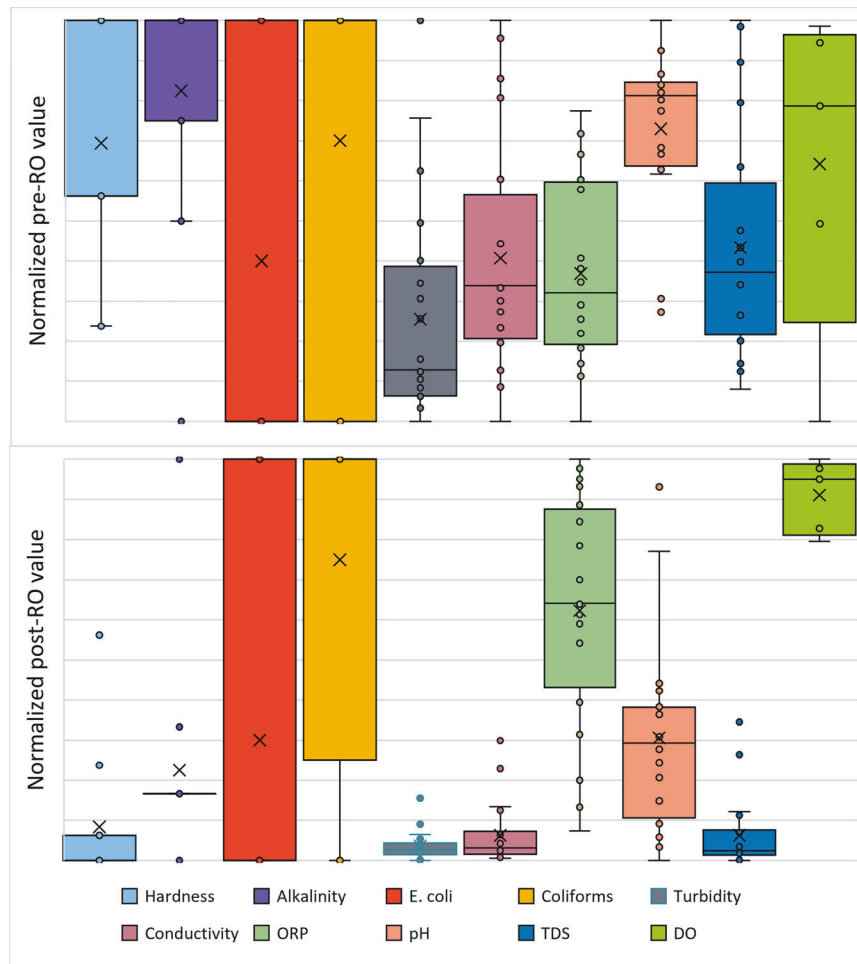 Normalized pre-RO value
Normalized post-RO value
Hardness Alkalinity E. coli Coliforms Turbidity
Conductivity ORP pH TDS DO